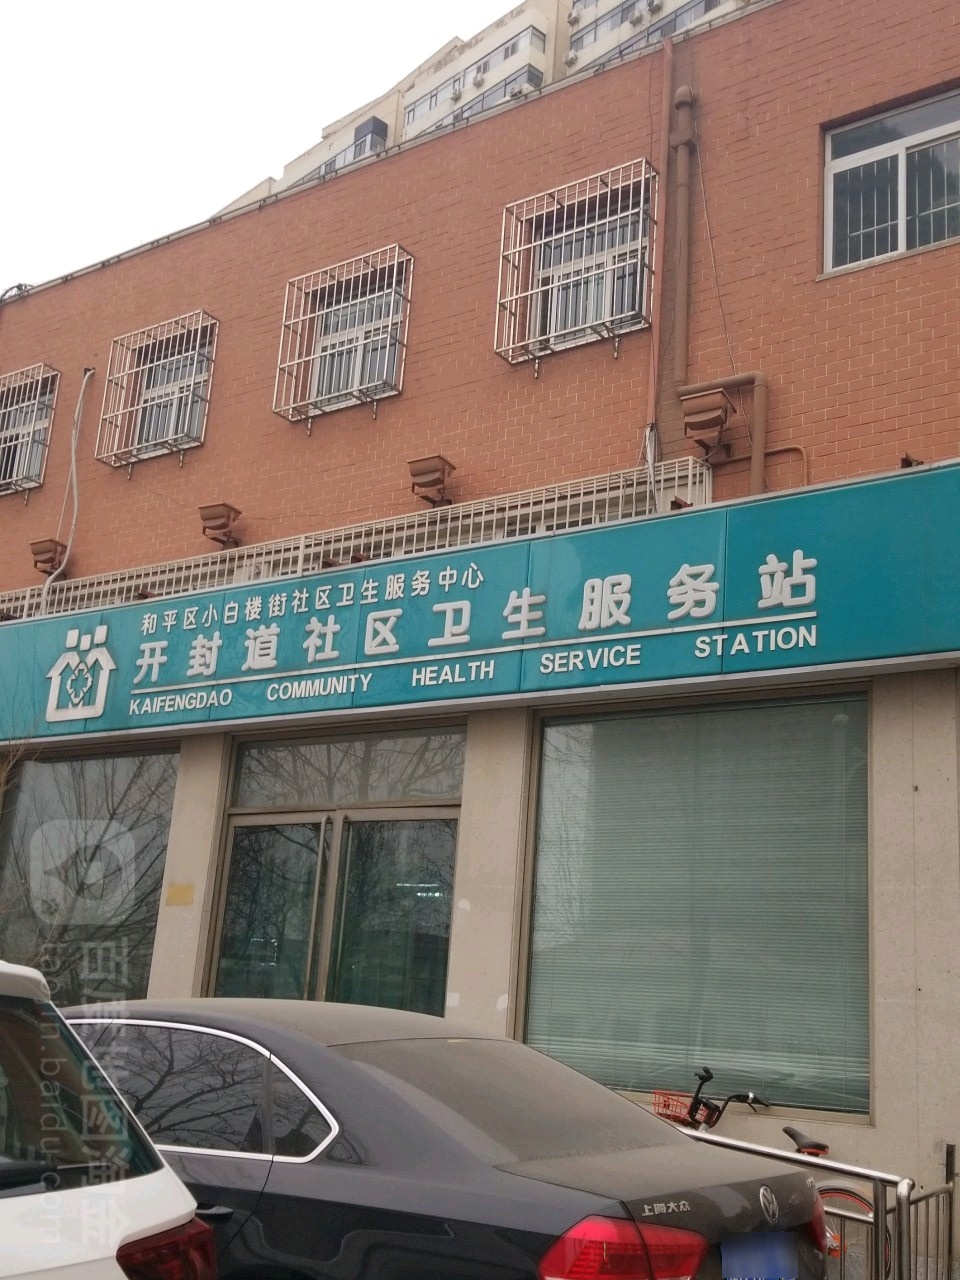 和平区小白楼街社区卫生服务中心
开封道社区卫生服务站
KAIFENGDAO COMMUNITY HEALTH SERVICE STATION
上海大众